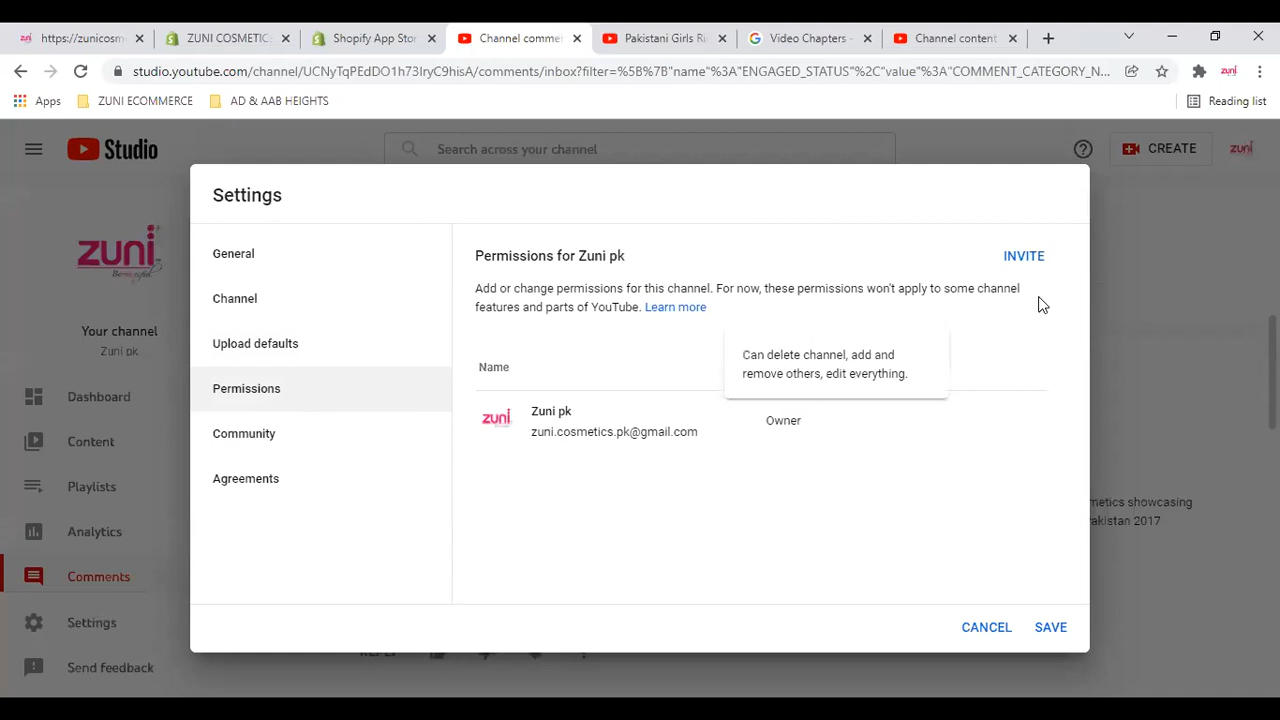 https://zunicosm
ZUNI COSMETIC
Shopify App Stor
Channel comme
Pakistani Girls Ri
Video Chapters -
Channel content
studio.youtube.com/channel/UCNyTqPEdDO1h73IryC9hisA/comments/inbox?filter=%5B%7B"name"%3A"ENGAGED_STATUS"%2C"value"%3A"COMMENT_CATEGORY_N...
Apps
ZUNI ECOMMERCE
AD & AAB HEIGHTS
Reading list
Studio
Search across your channel
CREATE
zuni
zuni
Your channel
Zuni pk
Dashboard
Content
Playlists
Analytics
Comments
Settings
Send feedback
Settings
General
Channel
Upload defaults
Permissions
Community
Agreements
Permissions for Zuni pk
INVITE
Add or change permissions for this channel. For now, these permissions won't apply to some channel
features and parts of YouTube. Learn more
Can delete channel, add and
remove others, edit everything.
Name
zuni
Zuni pk
zuni.cosmetics.pk@gmail.com
Owner
CANCEL
SAVE
metics showcasing
akistan 2017